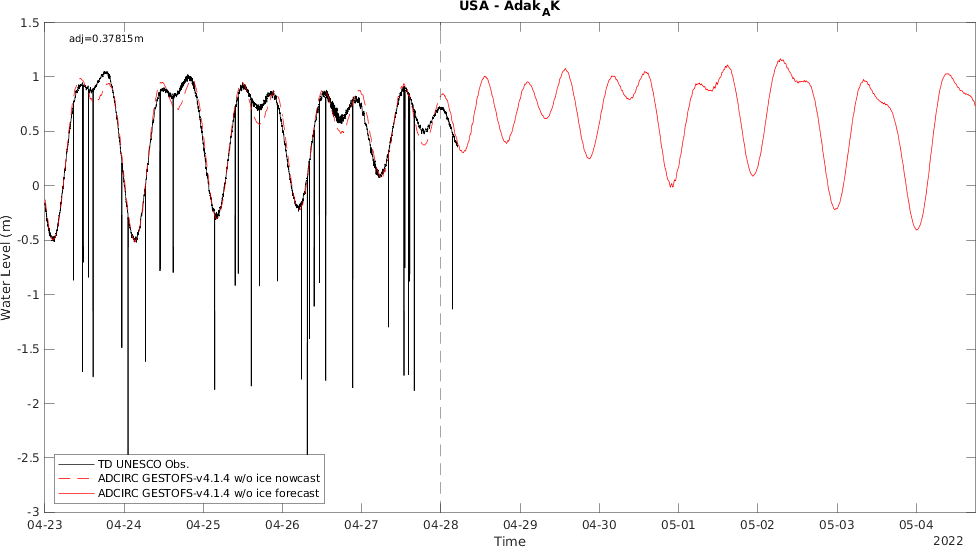 USA - Adak_AK
adj=0.37815m
1.5
1
0.5
0
-0.5
-1
-1.5
-2
-2.5
-3
Water Level (m)
TD UNESCO Obs.
ADCIRC GESTOFS-v4.1.4 w/o ice nowcast
ADCIRC GESTOFS-v4.1.4 w/o ice forecast
04-23 04-24 04-25 04-26 04-27 04-28 04-29 04-30 05-01 05-02 05-03 05-04
Time
2022